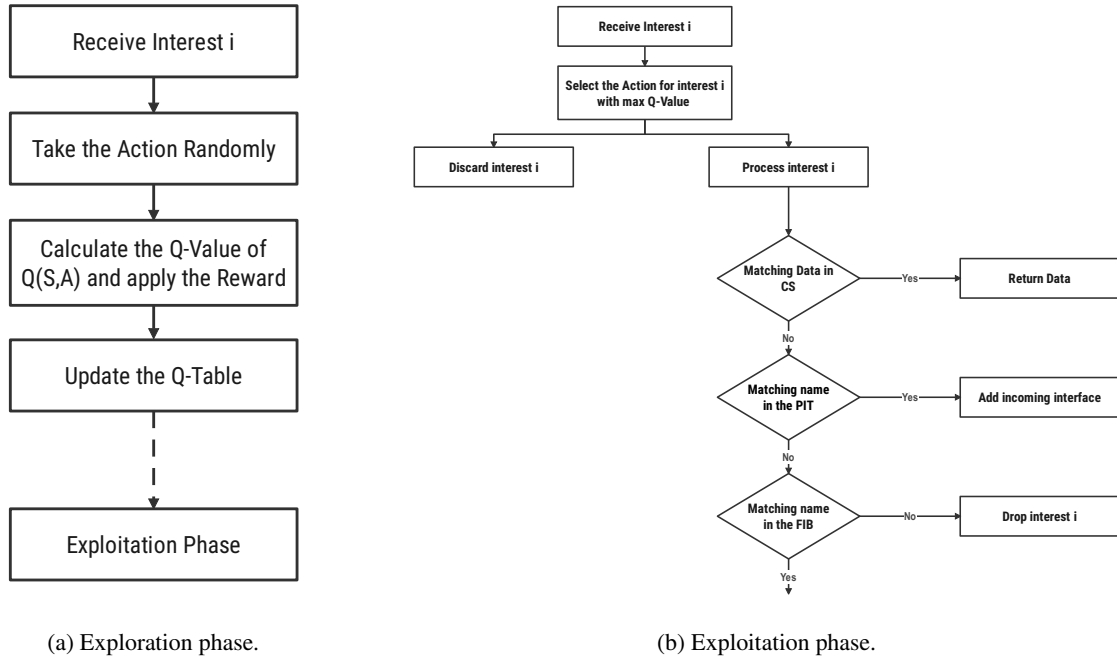 Receive Interest i
Take the Action Randomly
Calculate the Q-Value of
Q(S,A) and apply the Reward
Update the Q-Table
Exploitation Phase
(a) Exploration phase.
Receive Interest i
Select the Action for interest i
with max Q-Value
Discard interest i
Process interest i
Matching Data in
CS
Yes
Return Data
No
Matching name
in the PIT
Yes
Add incoming interface
No
Matching name
in the FIB
No
Drop interest i
Yes
(b) Exploitation phase.